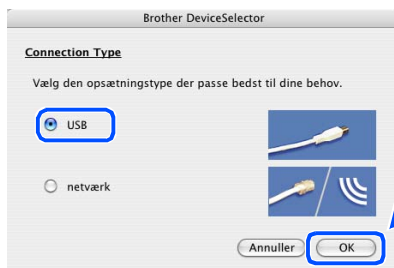 Brother DeviceSelector
Connection Type
Vælg den opsætningstype der passe bedst til dine behov.
USB
netværk
Annuller OK